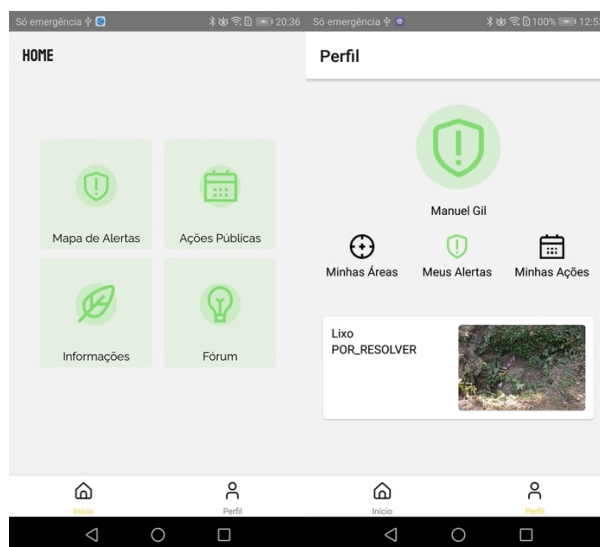 Só emergência
20:36
HOME
Mapa de Alertas
Ações Públicas
Informações
Fórum
Início
Perfil
Só emergência
100%
12:53
Perfil
Manuel Gil
Minhas Áreas
Meus Alertas
Minhas Ações
Lixo
POR_RESOLVER
Início
Perfil